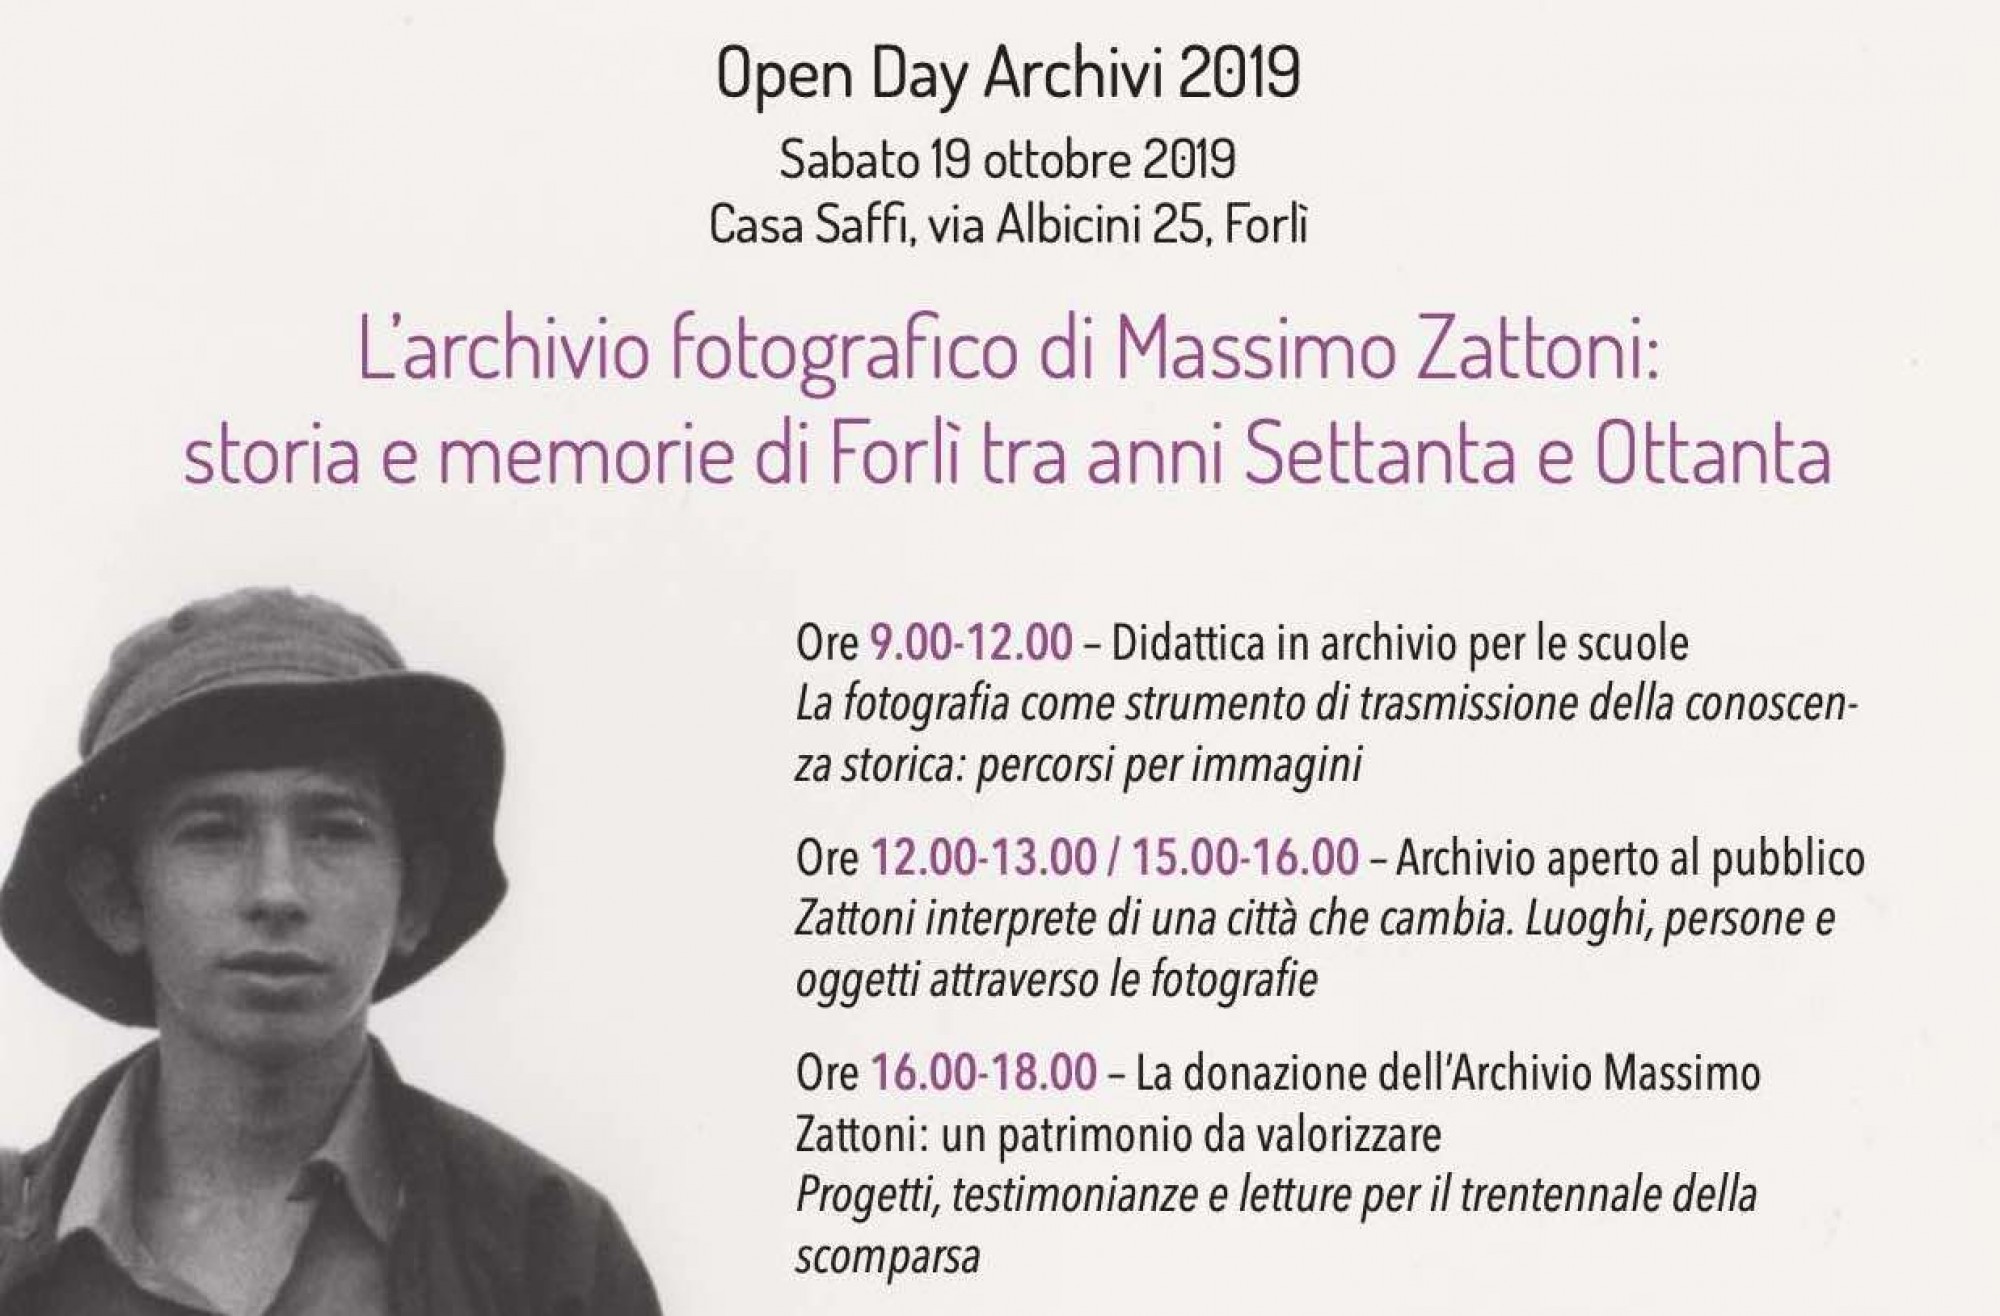 Open Day Archivi 2019
Sabato 19 ottobre 2019
Casa Saffi, via Albicini 25, Forlì
L’archivio fotografico di Massimo Zattoni:
storia e memorie di Forlì tra anni Settanta e Ottanta
Ore 9.00-12.00 – Didattica in archivio per le scuole
La fotografia come strumento di trasmissione della conoscen-
za storica: percorsi per immagini
Ore 12.00-13.00 / 15.00-16.00 – Archivio aperto al pubblico
Zattoni interprete di una città che cambia. Luoghi, persone e
oggetti attraverso le fotografie
Ore 16.00-18.00 – La donazione dell’Archivio Massimo
Zattoni: un patrimonio da valorizzare
Progetti, testimonianze e letture per il trentennale della
scomparsa